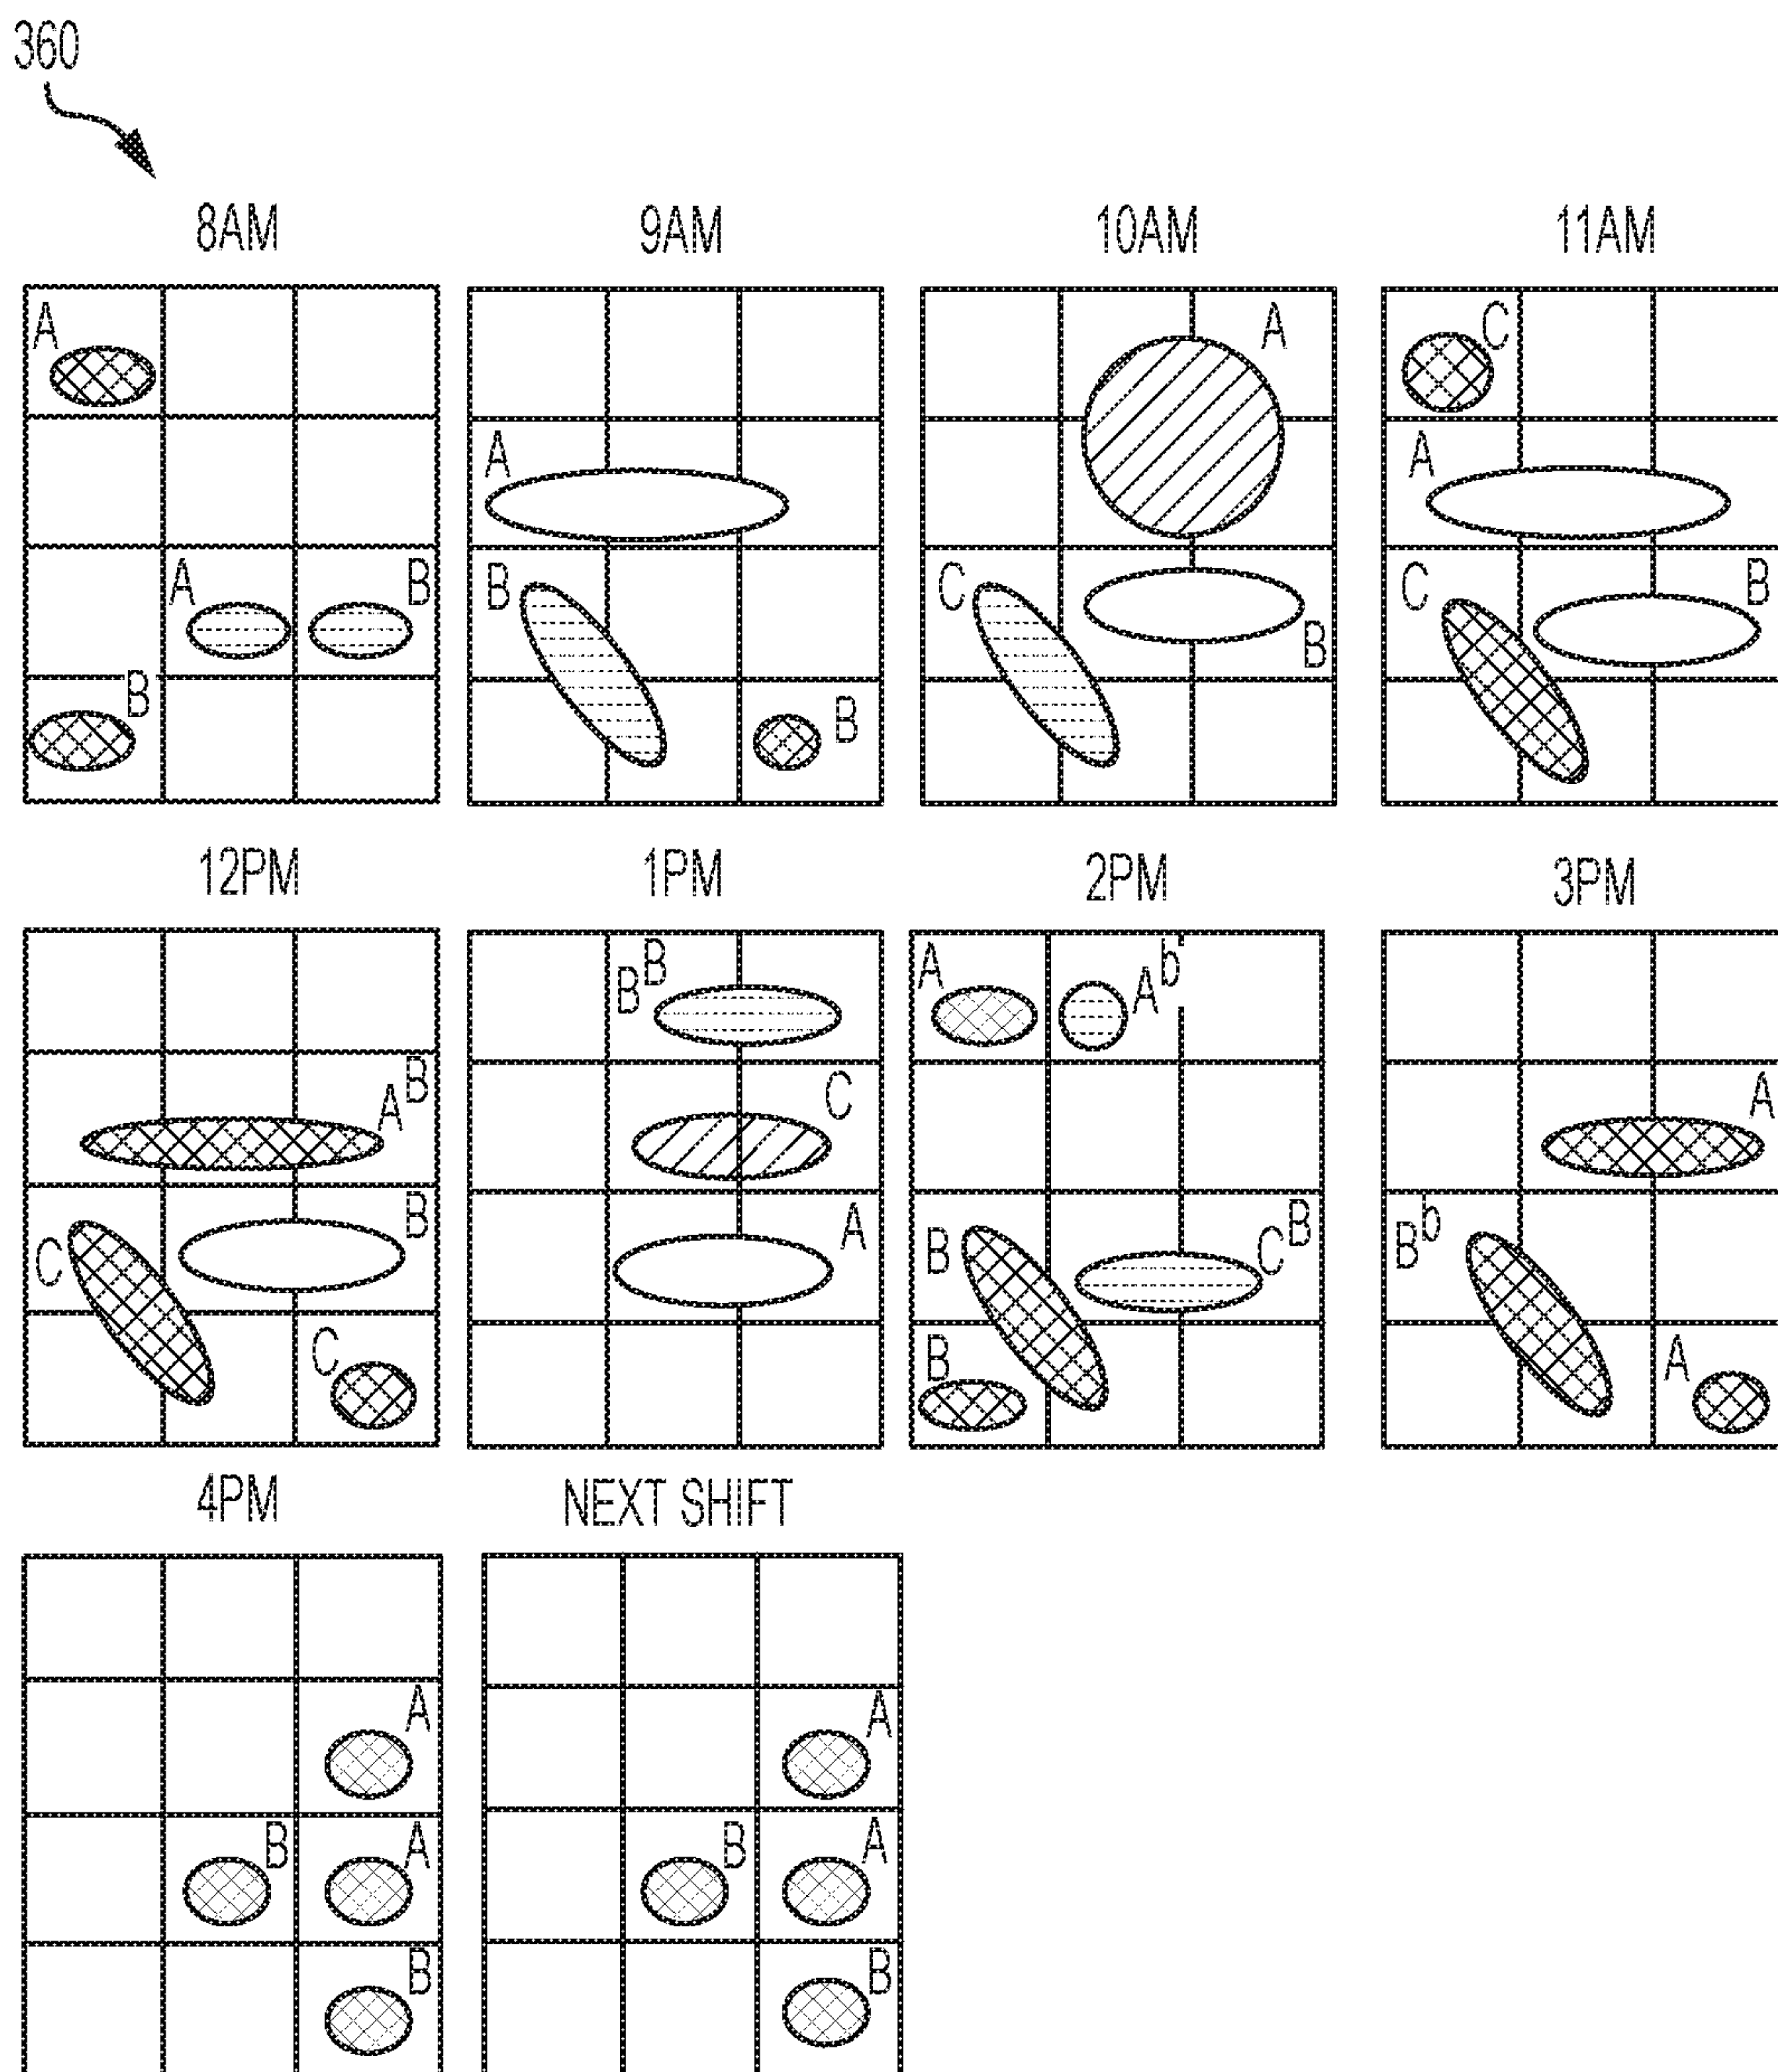 360
8AM 9AM 10AM 11AM
A A C
A A A
A B B C B C B
B B
12PM 1PM 2PM 3PM
B B A A b
A B C A
B A B C B B b
C C B A
4PM NEXT SHIFT
A A
B A B A
B B